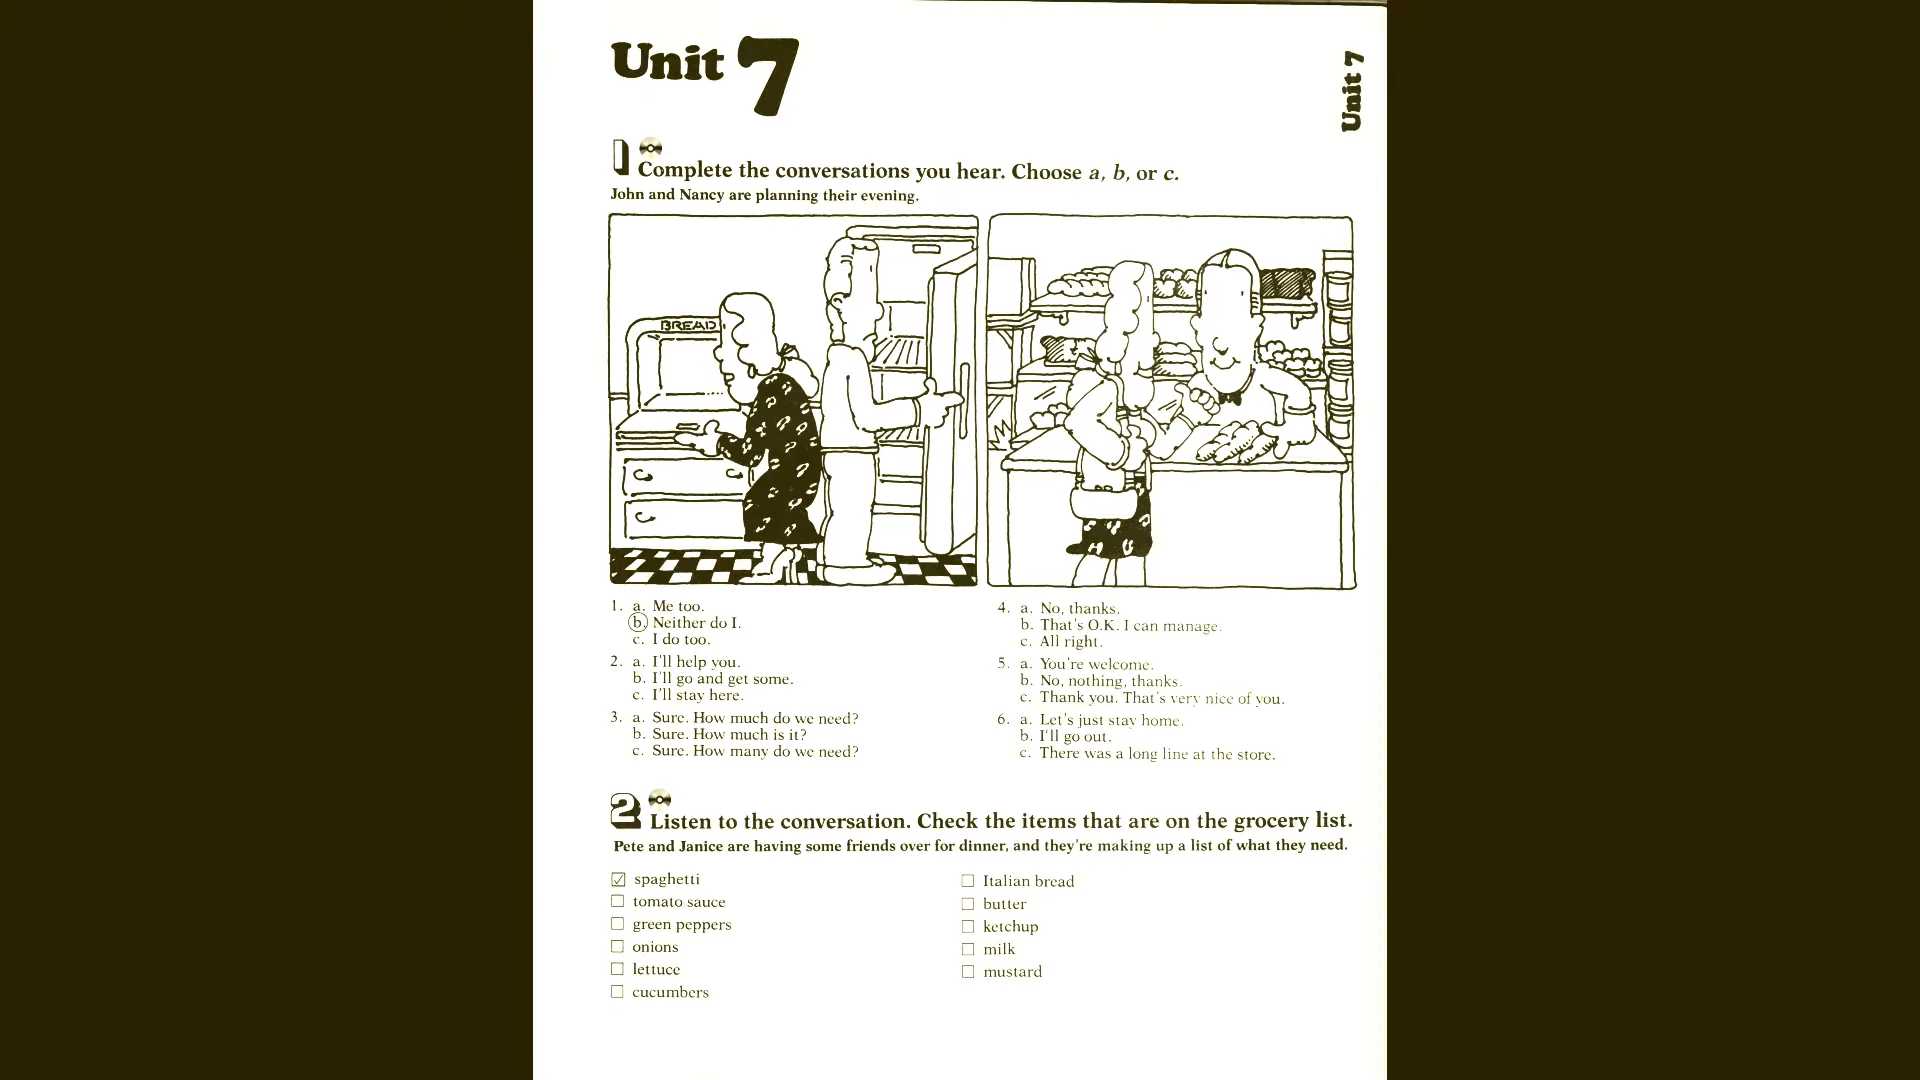 Unit 7
Unit 7
1 Complete the conversations you hear. Choose a, b, or c.
John and Nancy are planning their evening.
BREAD
1. a. Me too.
b. Neither do I.
c. I do too.
2. a. I'll help you.
b. I'll go and get some.
c. I'll stay here.
3. a. Sure. How much do we need?
b. Sure. How much is it?
c. Sure. How many do we need?
4. a. No, thanks.
b. That's O.K. I can manage.
c. All right.
5. a. You're welcome.
b. No, nothing, thanks.
c. Thank you. That's very nice of you.
6. a. Let's just stay home.
b. I'll go out.
c. There was a long line at the store.
2 Listen to the conversation. Check the items that are on the grocery list.
Pete and Janice are having some friends over for dinner, and they're making up a list of what they need.
spaghetti
tomato sauce
green peppers
onions
lettuce
cucumbers
Italian bread
butter
ketchup
milk
mustard